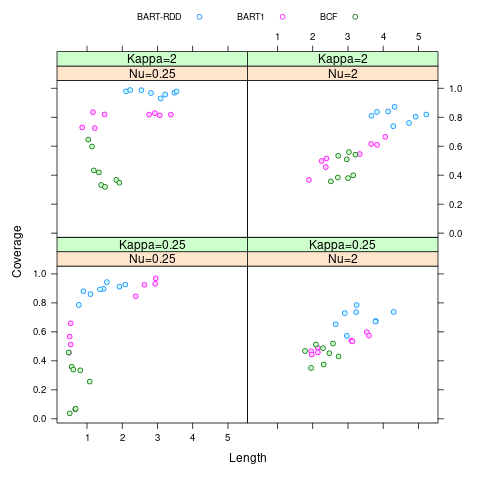 BART-RDD BART1 BCF
1 2 3 4 5
Kappa=2 Kappa=2
Nu=0.25 Nu=2
1.0
0.8
0.6
0.4
0.2
0.0
Coverage
Kappa=0.25 Kappa=0.25
Nu=0.25 Nu=2
1.0
0.8
0.6
0.4
0.2
0.0
1 2 3 4 5
Length